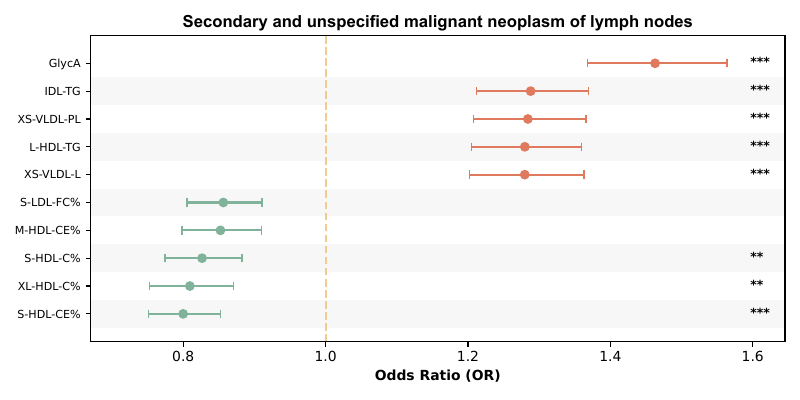 Secondary and unspecified malignant neoplasm of lymph nodes
GlycA ***
IDL-TG ***
XS-VLDL-PL ***
L-HDL-TG ***
XS-VLDL-L ***
S-LDL-FC%
M-HDL-CE%
S-HDL-C% **
XL-HDL-C% **
S-HDL-CE% ***
0.8 1.0 1.2 1.4 1.6
Odds Ratio (OR)